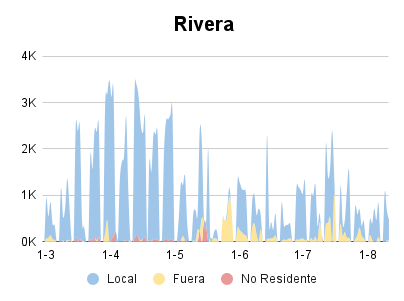 Rivera
4K
3K
2K
1K
0K
1-3 1-4 1-5 1-6 1-7 1-8
Local Fuera No Residente